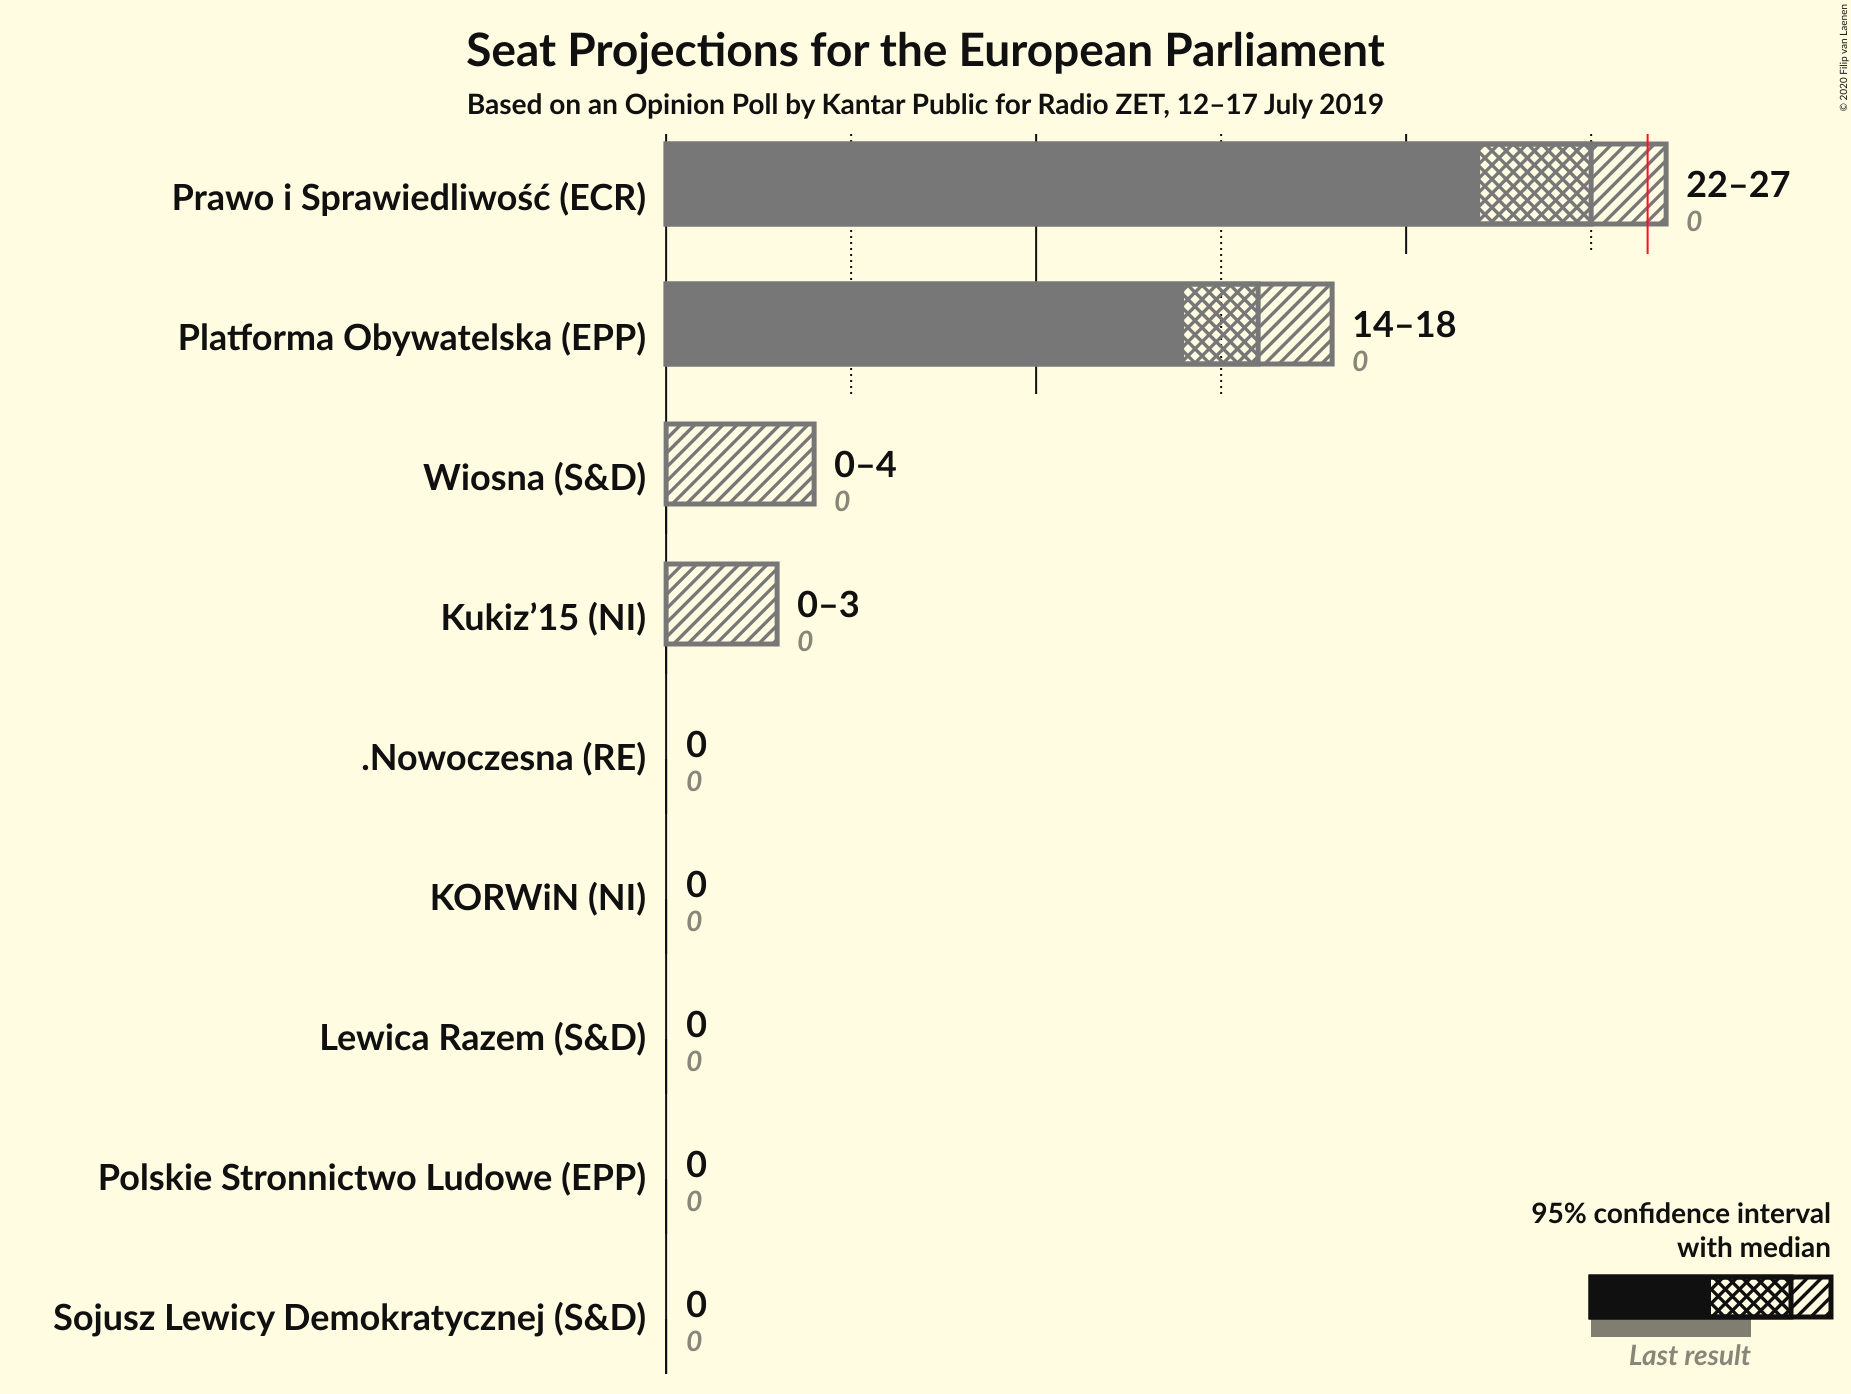 Seat Projections for the European Parliament
Based on an Opinion Poll by Kantar Public for Radio ZET, 12–17 July 2019
© 2020 Filip van Laenen
Prawo i Sprawiedliwość (ECR)
22–27
0
Platforma Obywatelska (EPP)
14–18
0
Wiosna (S&D)
0–4
0
Kukiz’15 (NI)
0–3
0
.Nowoczesna (RE)
0
0
KORWiN (NI)
0
0
Lewica Razem (S&D)
0
0
Polskie Stronnictwo Ludowe (EPP)
0
0
Sojusz Lewicy Demokratycznej (S&D)
0
0
95% confidence interval
with median
Last result